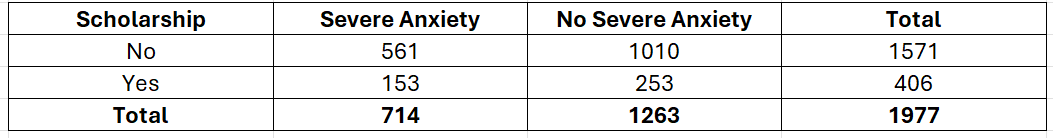 Scholarship Severe Anxiety No Severe Anxiety Total
No 561 1010 1571
Yes 153 253 406
Total 714 1263 1977